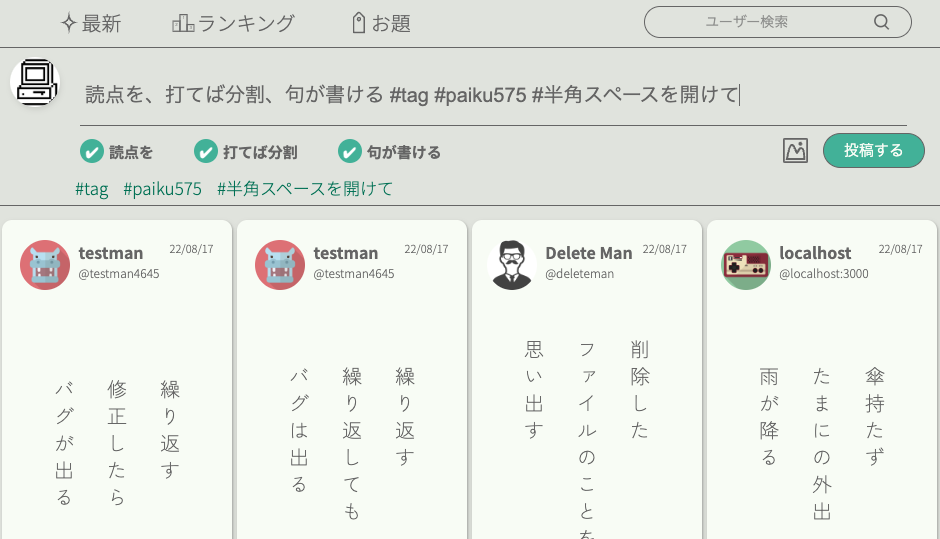 最新
ランキング
お題
ユーザー検索
読点を、打てば分割、句が書ける #tag #paiku575 #半角スペースを開けて
読点を
打てば分割
句が書ける
投稿する
#tag #paiku575 #半角スペースを開けて
testman
22/08/17
@testman4645
繰り返す
修正したら
バグが出る
testman
22/08/17
@testman4645
繰り返す
繰り返しても
バグは出る
Delete Man
22/08/17
@deleteman
削除した
ファイルのことを
思い出す
localhost
22/08/17
@localhost:3000
傘持たず
たまにの外出
雨が降る